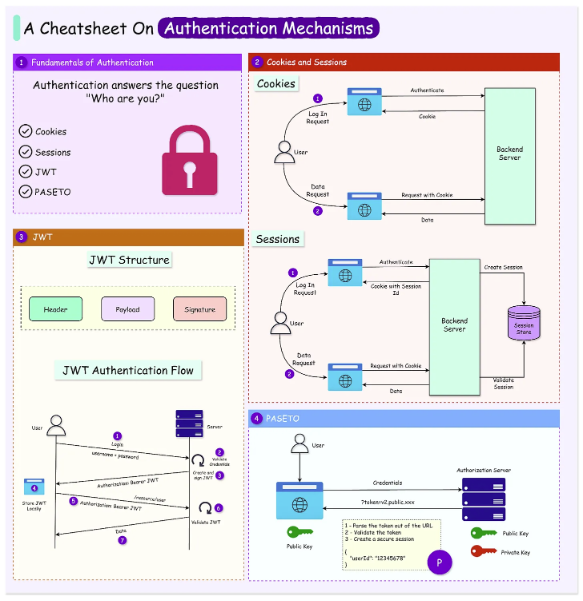 A Cheatsheet On Authentication Mechanisms
1 Fundamentals of Authentication
Authentication answers the question
"Who are you?"
Cookies
Sessions
JWT
PASETO
2 Cookies and Sessions
Cookies
1
Log In
Request
Authenticate
Cookie
User
Backend
Server
Data
Request
2
Request with Cookie
Data
Sessions
1
Log In
Request
Authenticate
Cookie with Session
Id
Create Session
User
Backend
Server
Session
Store
Data
Request
2
Request with Cookie
Data
Validate
Session
3 JWT
JWT Structure
Header
Payload
Signature
JWT Authentication Flow
User
Server
1
Login
username + password
2
Validate
Credentials
Create and
sign JWT
3
Authorization Bearer JWT
4
Store JWT
Locally
5
/resource/user
Authorization Bearer JWT
6
Validate JWT
Data
7
4 PASETO
User
Credentials
Authorization Server
?token=v2.public.xxx
Public Key
1 - Parse the token out of the URL
2 - Validate the token
3 - Create a secure session
{
"userId": "12345678"
}
P
Public Key
Private Key